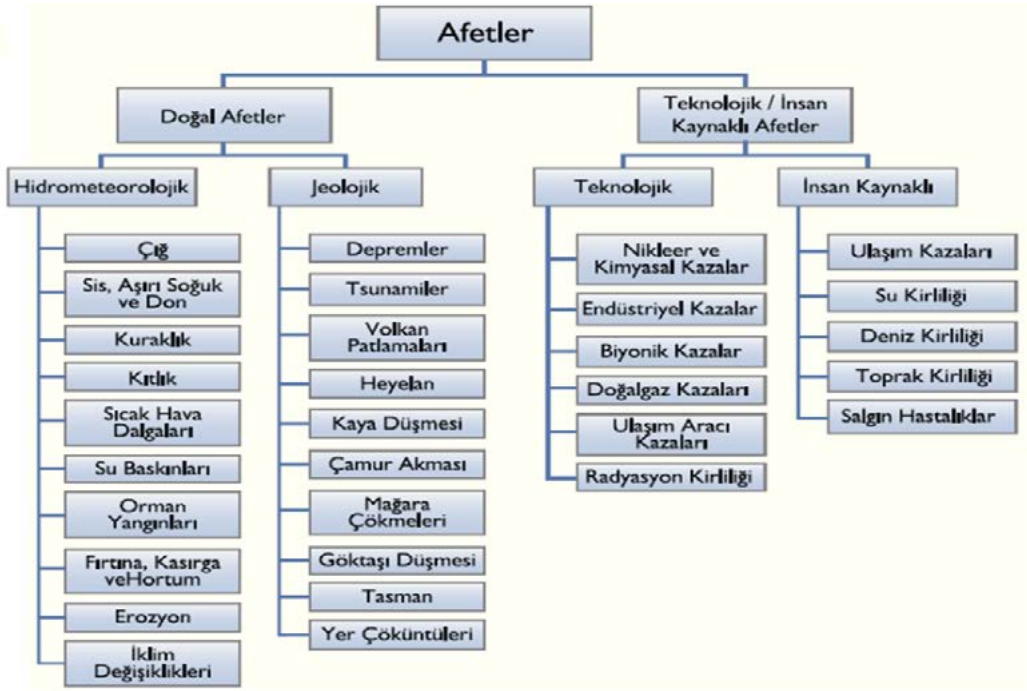 Afetler
Doğal Afetler
Teknolojik / İnsan
Kaynaklı Afetler
Hidrometeorolojik
Jeolojik
Teknolojik
İnsan Kaynaklı
Çığ
Sis, Aşırı Soğuk
ve Don
Kuraklık
Kıtlık
Sıcak Hava
Dalgaları
Su Baskınları
Orman
Yangınları
Fırtına, Kasırga
veHortum
Erozyon
İklim
Değişiklikleri
Depremler
Tsunamiler
Volkan
Patlamaları
Heyelan
Kaya Düşmesi
Çamur Akması
Mağara
Çökmeleri
Göktaşı Düşmesi
Tasman
Yer Çöküntüleri
Nikleer ve
Kimyasal Kazalar
Endüstriyel Kazalar
Biyonik Kazalar
Doğalgaz Kazaları
Ulaşım Aracı
Kazaları
Radyasyon Kirliliği
Ulaşım Kazaları
Su Kirliliği
Deniz Kirliliği
Toprak Kirliliği
Salgın Hastalıklar